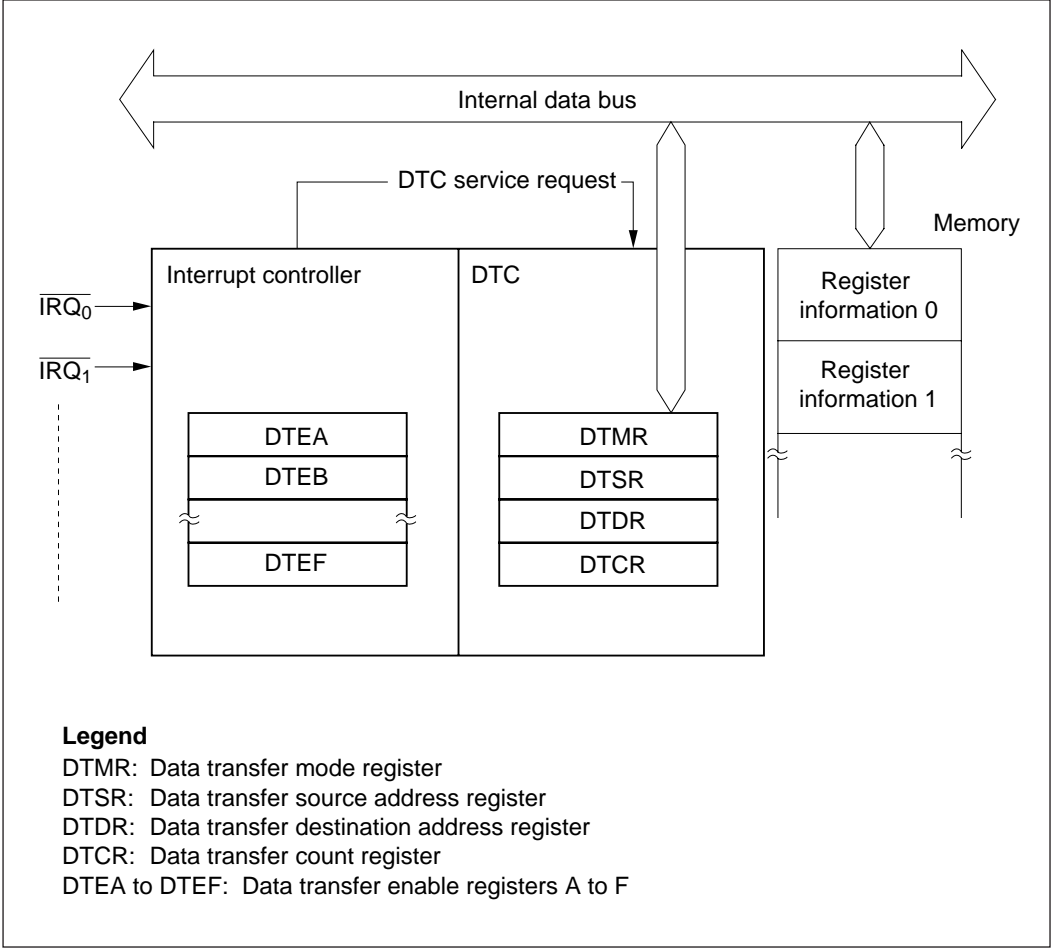 Internal data bus
DTC service request
Memory
Interrupt controller
DTC
Register
information 0
IRQ0
IRQ1
Register
information 1
DTEA
DTEB
DTEF
DTMR
DTSR
DTDR
DTCR
Legend
DTMR: Data transfer mode register
DTSR: Data transfer source address register
DTDR: Data transfer destination address register
DTCR: Data transfer count register
DTEA to DTEF: Data transfer enable registers A to F